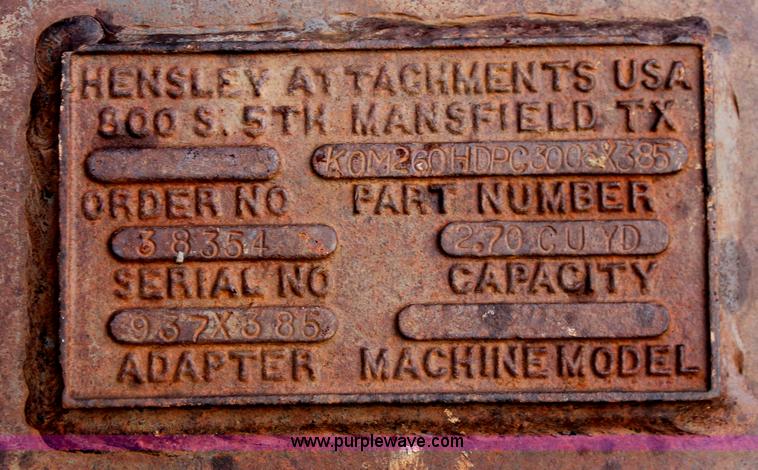 HENSLEY ATTACHMENTS USA
800 S. 5TH MANSFIELD TX
ORDER NO PART NUMBER
38354 2.70 CU YD
SERIAL NO CAPACITY
937X385
ADAPTER MACHINE MODEL
www.purplewave.com